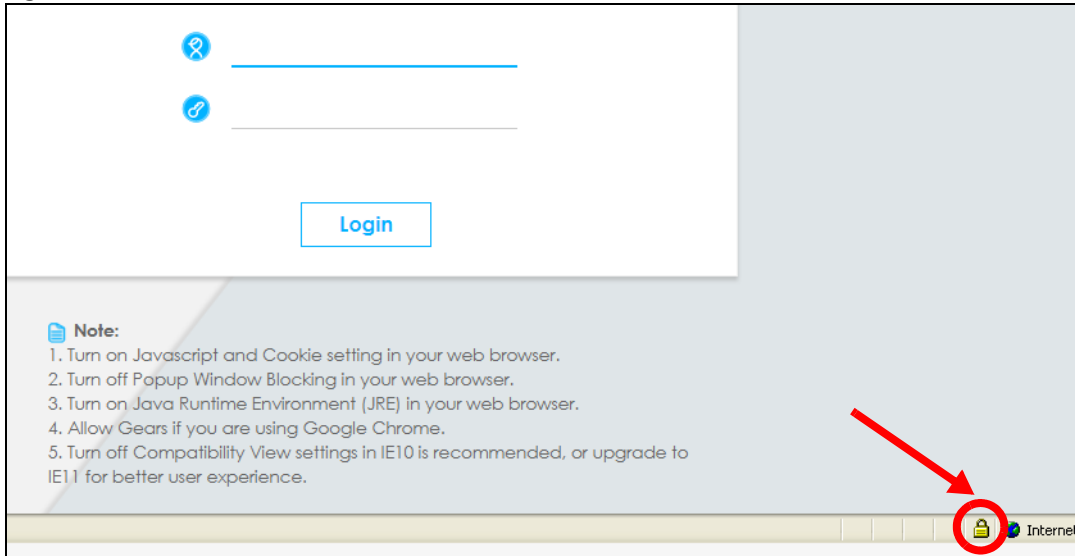 Login
Note:
1. Turn on Javascript and Cookie setting in your web browser.
2. Turn off Popup Window Blocking in your web browser.
3. Turn on Java Runtime Environment (JRE) in your web browser.
4. Allow Gears if you are using Google Chrome.
5. Turn off Compatibility View settings in IE10 is recommended, or upgrade to
IE11 for better user experience.
Internet